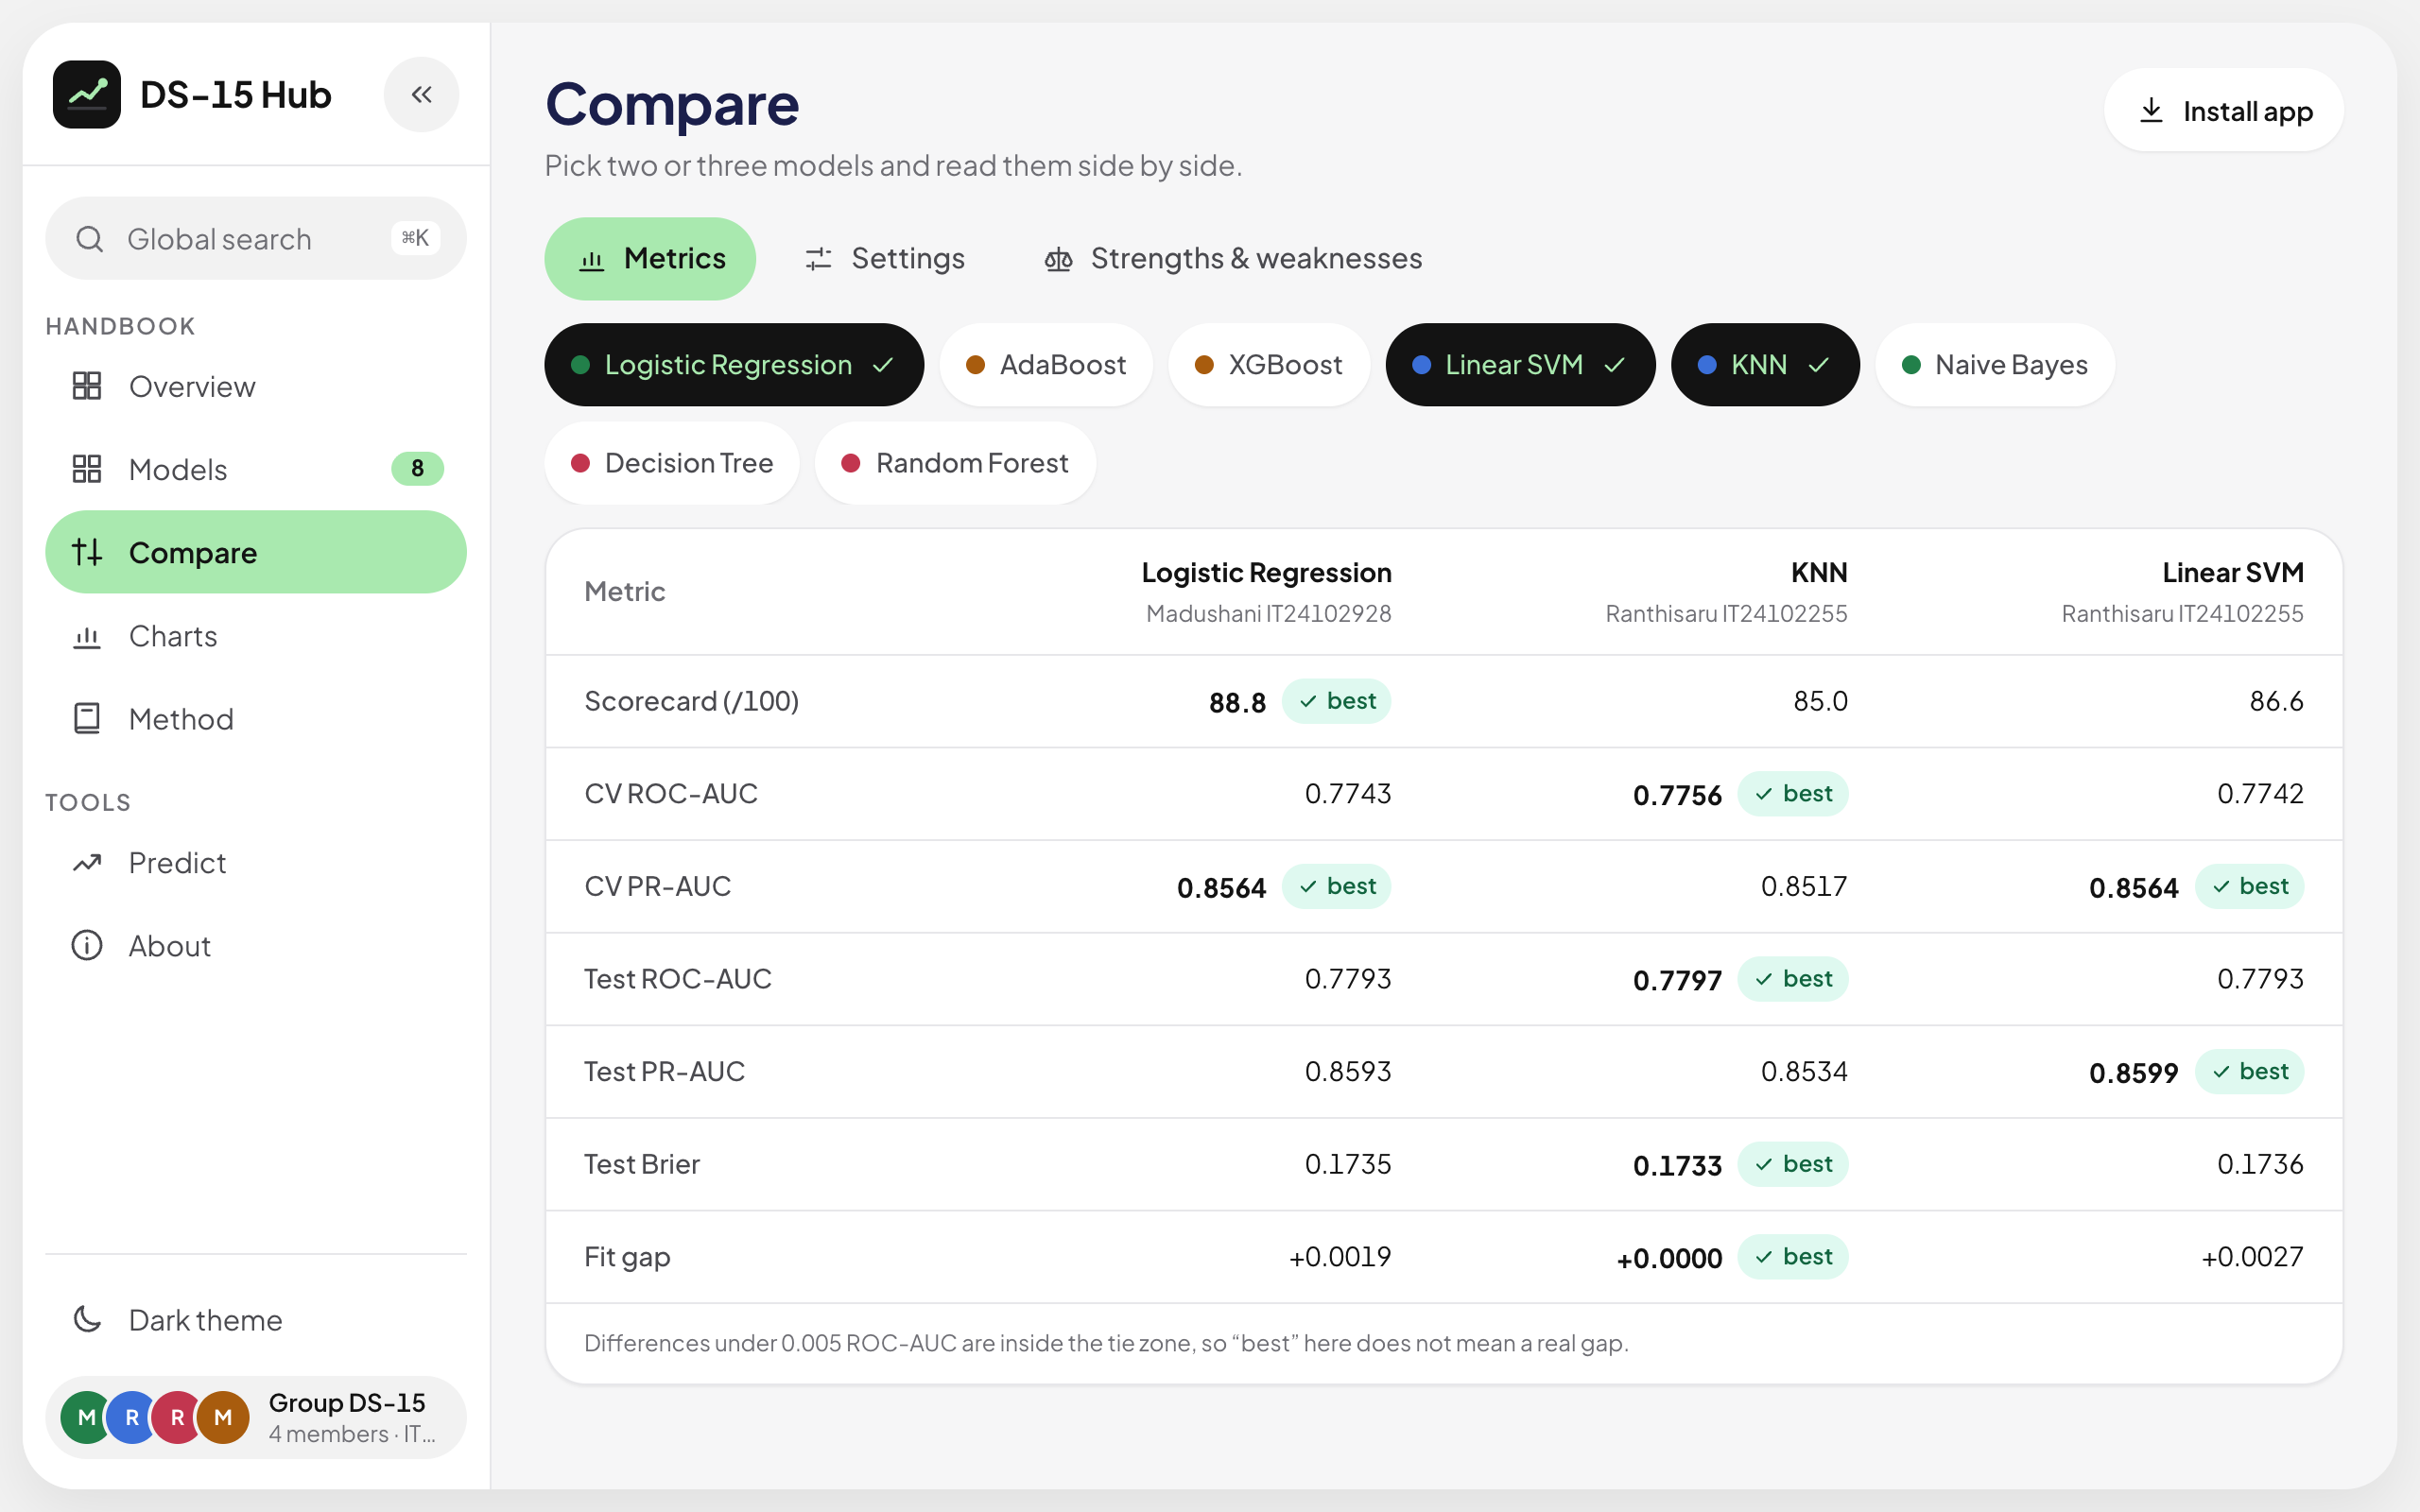 DS-15 Hub
Global search ⌘K
HANDBOOK
Overview
Models 8
Compare
Charts
Method
TOOLS
Predict
About
Dark theme
M R R M
Group DS-15
4 members · IT…
Compare
Pick two or three models and read them side by side.
Install app
Metrics Settings Strengths & weaknesses
Logistic Regression AdaBoost XGBoost Linear SVM KNN Naive Bayes
Decision Tree Random Forest
Metric Logistic Regression KNN Linear SVM
Madushani IT24102928 Ranthisaru IT24102255 Ranthisaru IT24102255
Scorecard (/100) 88.8 best 85.0 86.6
CV ROC-AUC 0.7743 0.7756 best 0.7742
CV PR-AUC 0.8564 best 0.8517 0.8564 best
Test ROC-AUC 0.7793 0.7797 best 0.7793
Test PR-AUC 0.8593 0.8534 0.8599 best
Test Brier 0.1735 0.1733 best 0.1736
Fit gap +0.0019 +0.0000 best +0.0027
Differences under 0.005 ROC-AUC are inside the tie zone, so “best” here does not mean a real gap.